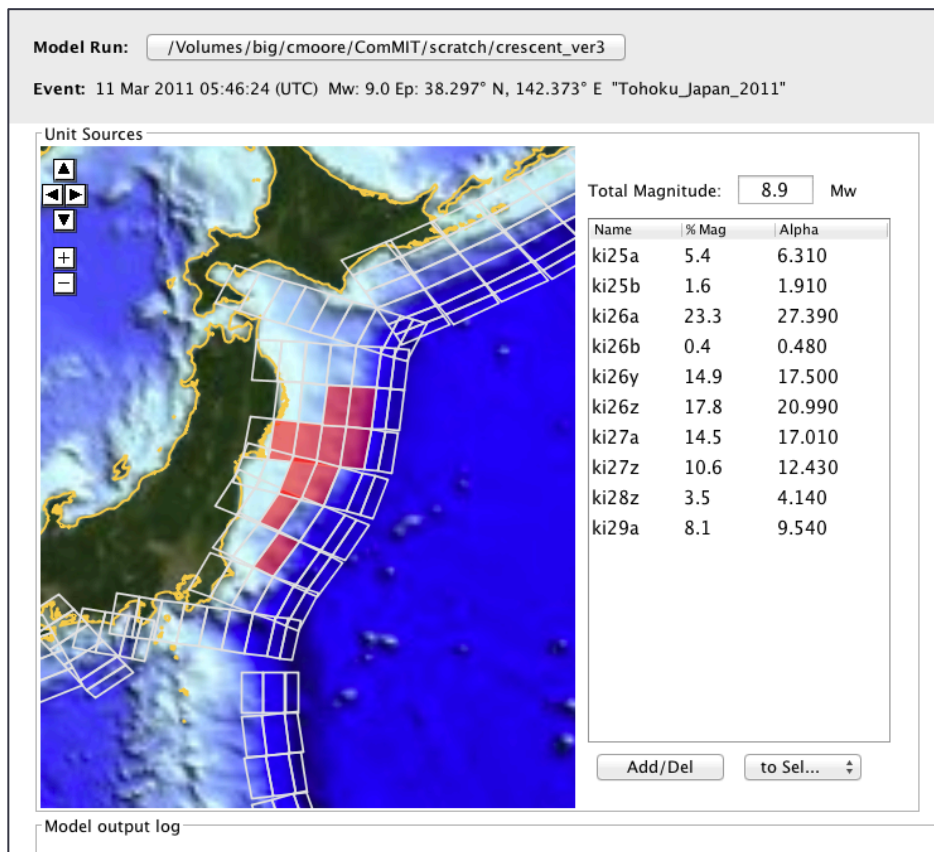 Model Run: /Volumes/big/cmoore/ComMIT/scratch/crescent_ver3
Event: 11 Mar 2011 05:46:24 (UTC) Mw: 9.0 Ep: 38.297° N, 142.373° E "Tohoku_Japan_2011"
Unit Sources
Total Magnitude: 8.9 Mw
Name % Mag Alpha
ki25a 5.4 6.310
ki25b 1.6 1.910
ki26a 23.3 27.390
ki26b 0.4 0.480
ki26y 14.9 17.500
ki26z 17.8 20.990
ki27a 14.5 17.010
ki27z 10.6 12.430
ki28z 3.5 4.140
ki29a 8.1 9.540
Add/Del to Sel...
Model output log